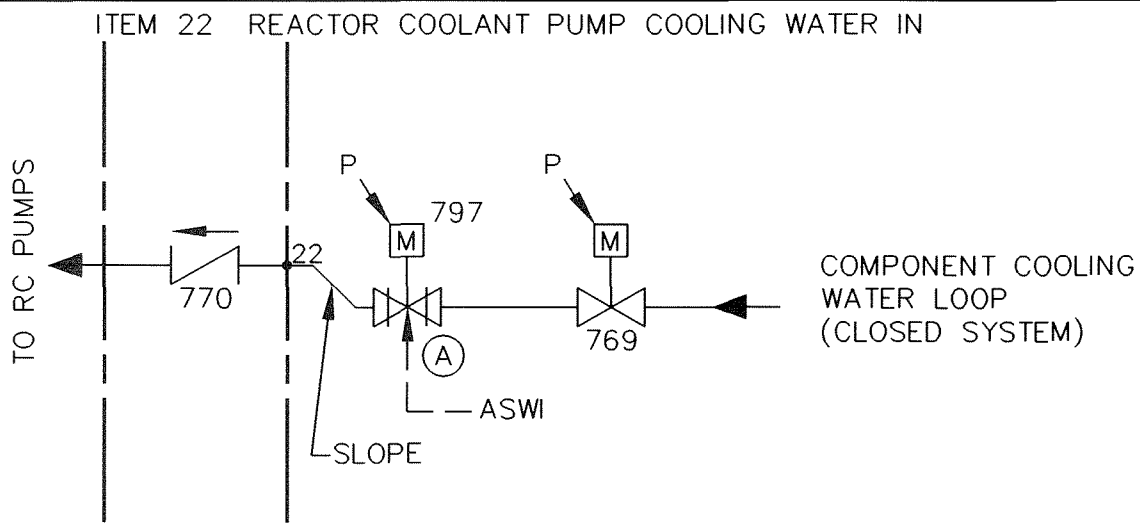 ITEM 22 REACTOR COOLANT PUMP COOLING WATER IN
TO RC PUMPS
P
P
797
M
M
22
770
769
A
COMPONENT COOLING
WATER LOOP
(CLOSED SYSTEM)
ASWI
SLOPE